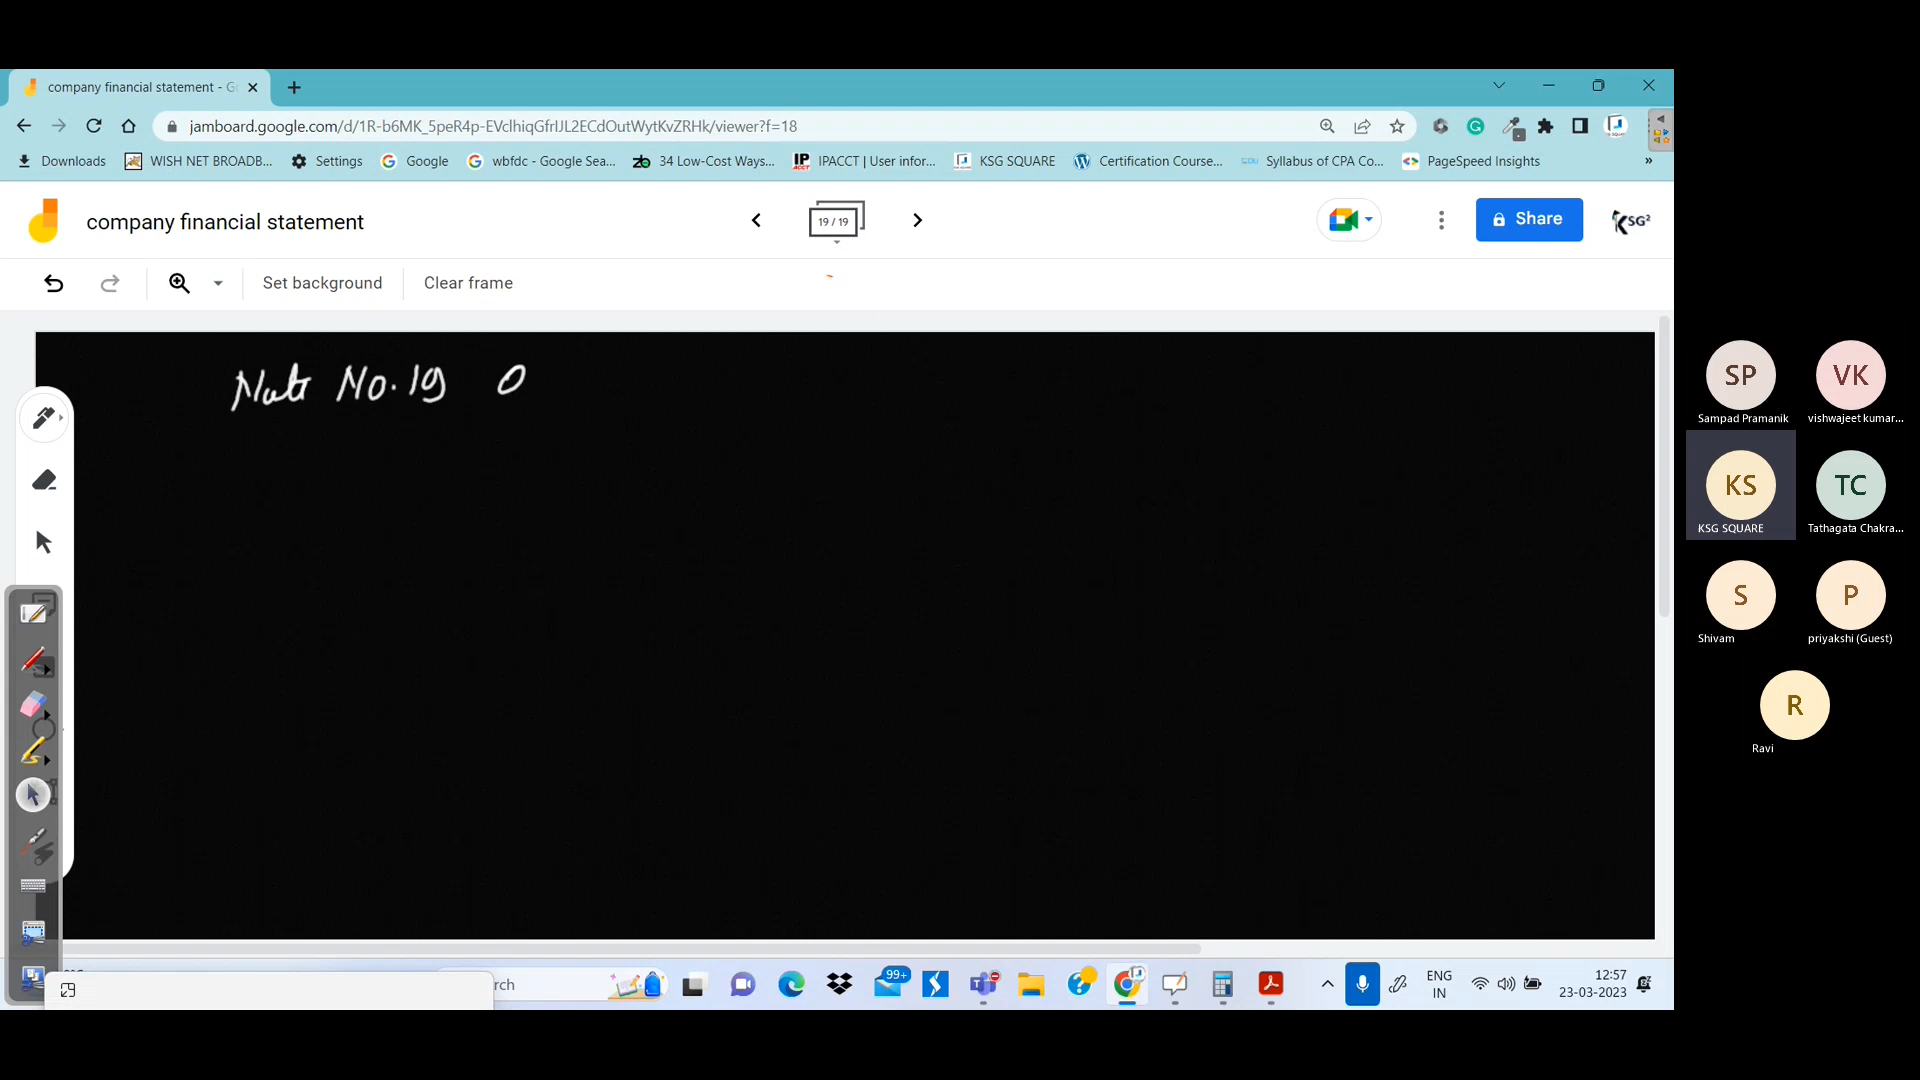 company financial statement - G
jamboard.google.com/d/1R-b6MK_5peR4p-EVclhiqGfrIJL2ECdOutWytKvZRHk/viewer?f=18
Downloads WISH NET BROADB... Settings Google wbfdc - Google Sea... 34 Low-Cost Ways... IPACCT | User infor... KSG SQUARE Certification Course... Syllabus of CPA Co... PageSpeed Insights »
company financial statement
19 / 19
Share
KSG²
Set background Clear frame
Note No. 19 O
SP
Sampad Pramanik
VK
vishwajeet kumar...
KS
KSG SQUARE
TC
Tathagata Chakra...
S
Shivam
P
priyakshi (Guest)
R
Ravi
rch
99+
ENG
IN
12:57
23-03-2023